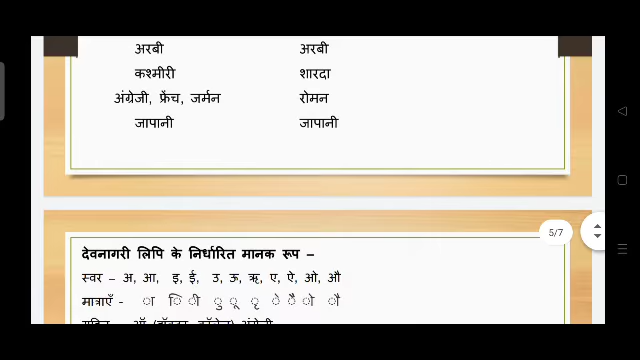 अरबी अरबी
कश्मीरी शारदा
अंग्रेजी, फ्रेंच, जर्मन रोमन
जापानी जापानी
5/7
देवनागरी लिपि के निर्धारित मानक रूप –
स्वर – अ, आ, इ, ई, उ, ऊ, ऋ, ए, ऐ, ओ, औ
मात्राएँ - ा ि ी ु ू ृ े ै ो ौ